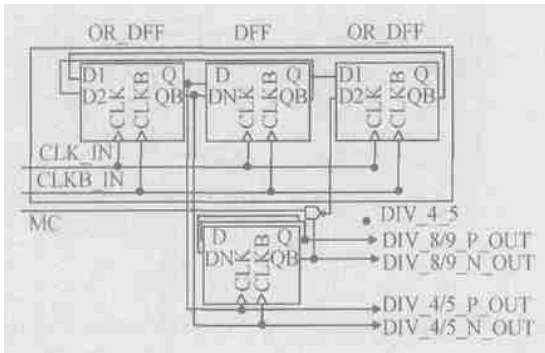 OR_DFF DFF OR_DFF
D1 Q D Q D1 Q
D2 QB DN QB D2 QB
CLK CLKB CLK CLKB CLK CLKB
CLK_IN
CLKB_IN
MC
DIV_4_5
D Q DIV_8/9_P_OUT
DN QB DIV_8/9_N_OUT
CLK CLKB
DIV_4/5_P_OUT
DIV_4/5_N_OUT